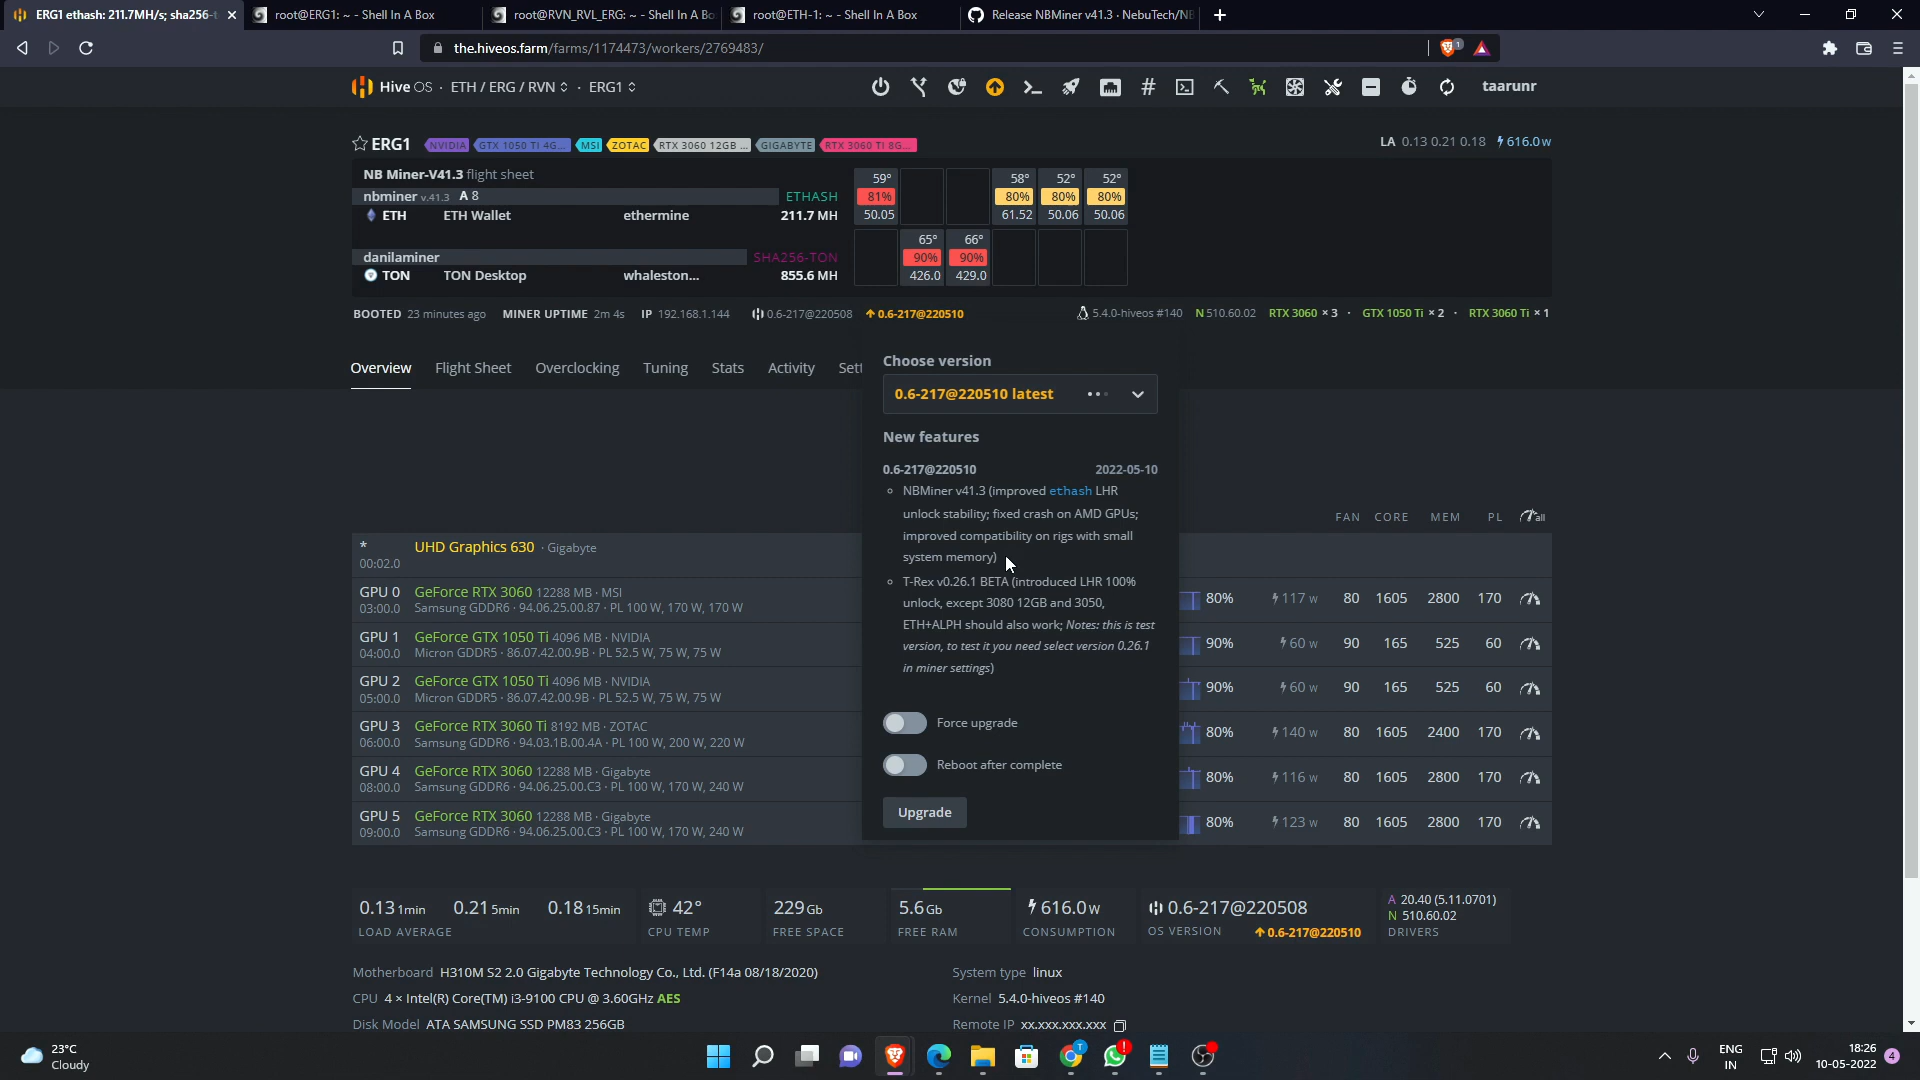 ERG1 ethash: 211.7MH/s; sha256-t
root@ERG1: ~ - Shell In A Box
root@RVN_RVL_ERG: ~ - Shell In A Bo
root@ETH-1: ~ - Shell In A Box
Release NBMiner v41.3 · NebuTech/NB
the.hiveos.farm/farms/1174473/workers/2769483/
1
Hive OS · ETH / ERG / RVN · ERG1
taarunr
ERG1 NVIDIA GTX 1050 TI 4G... MSI ZOTAC RTX 3060 12GB ... GIGABYTE RTX 3060 TI 8G...
LA 0.13 0.21 0.18 616.0w
NB Miner-V41.3 flight sheet
nbminer v.41.3 A 8 ETHASH
ETH ETH Wallet ethermine 211.7 MH
59° 58° 52° 52°
81% 80% 80% 80%
50.05 61.52 50.06 50.06
danilaminer SHA256-TON
TON TON Desktop whaleston... 855.6 MH
65° 66°
90% 90%
426.0 429.0
BOOTED 23 minutes ago MINER UPTIME 2m 4s IP 192.168.1.144 0.6-217@220508 0.6-217@220510
5.4.0-hiveos #140 N 510.60.02 RTX 3060 ×3 · GTX 1050 Ti ×2 · RTX 3060 Ti ×1
Overview Flight Sheet Overclocking Tuning Stats Activity Sett
Choose version
0.6-217@220510 latest
New features
0.6-217@220510 2022-05-10
NBMiner v41.3 (improved ethash LHR
unlock stability; fixed crash on AMD GPUs;
improved compatibility on rigs with small
system memory)
T-Rex v0.26.1 BETA (introduced LHR 100%
unlock, except 3080 12GB and 3050,
ETH+ALPH should also work; Notes: this is test
version, to test it you need select version 0.26.1
in miner settings)
Force upgrade
Reboot after complete
Upgrade
FAN CORE MEM PL all
* UHD Graphics 630 · Gigabyte
00:02.0
GPU 0 GeForce RTX 3060 12288 MB · MSI
03:00.0 Samsung GDDR6 · 94.06.25.00.87 · PL 100 W, 170 W, 170 W
80% 117 w 80 1605 2800 170
GPU 1 GeForce GTX 1050 Ti 4096 MB · NVIDIA
04:00.0 Micron GDDR5 · 86.07.42.00.9B · PL 52.5 W, 75 W, 75 W
90% 60 w 90 165 525 60
GPU 2 GeForce GTX 1050 Ti 4096 MB · NVIDIA
05:00.0 Micron GDDR5 · 86.07.42.00.9B · PL 52.5 W, 75 W, 75 W
90% 60 w 90 165 525 60
GPU 3 GeForce RTX 3060 Ti 8192 MB · ZOTAC
06:00.0 Samsung GDDR6 · 94.03.1B.00.4A · PL 100 W, 200 W, 220 W
80% 140 w 80 1605 2400 170
GPU 4 GeForce RTX 3060 12288 MB · Gigabyte
08:00.0 Samsung GDDR6 · 94.06.25.00.C3 · PL 100 W, 170 W, 240 W
80% 116 w 80 1605 2800 170
GPU 5 GeForce RTX 3060 12288 MB · Gigabyte
09:00.0 Samsung GDDR6 · 94.06.25.00.C3 · PL 100 W, 170 W, 240 W
80% 123 w 80 1605 2800 170
0.13 1min 0.21 5min 0.18 15min
LOAD AVERAGE
42°
CPU TEMP
229 Gb
FREE SPACE
5.6 Gb
FREE RAM
616.0 w
CONSUMPTION
0.6-217@220508
OS VERSION 0.6-217@220510
A 20.40 (5.11.0701)
N 510.60.02
DRIVERS
Motherboard H310M S2 2.0 Gigabyte Technology Co., Ltd. (F14a 08/18/2020)
CPU 4 × Intel(R) Core(TM) i3-9100 CPU @ 3.60GHz AES
Disk Model ATA SAMSUNG SSD PM83 256GB
System type linux
Kernel 5.4.0-hiveos #140
Remote IP xx.xxx.xxx.xxx
23°C
Cloudy
T
!
ENG
IN
18:26
10-05-2022
4